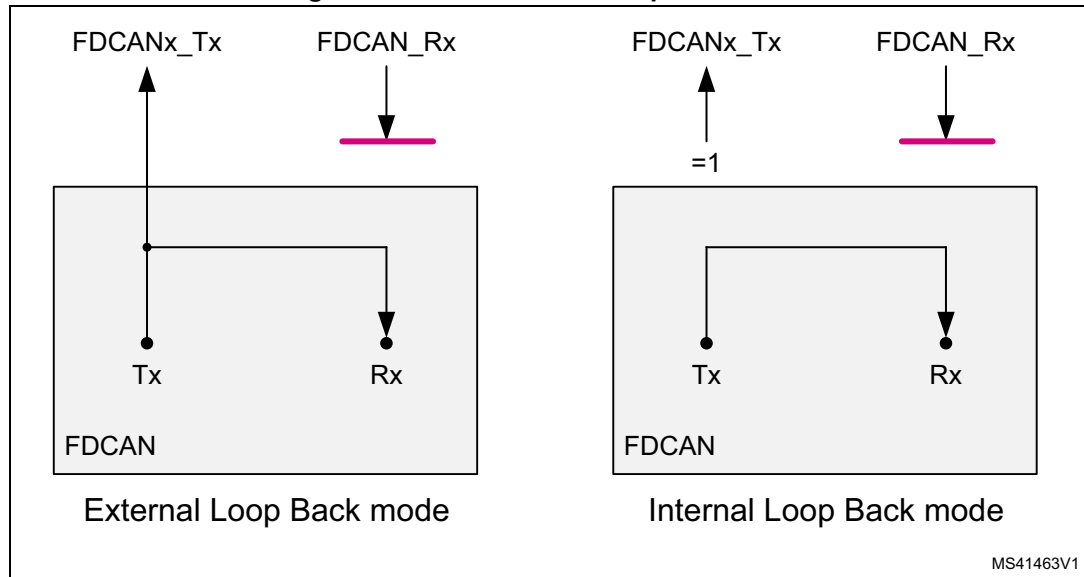 FDCANx_Tx FDCAN_Rx FDCANx_Tx FDCAN_Rx
=1
Tx Rx Tx Rx
FDCAN FDCAN
External Loop Back mode Internal Loop Back mode
MS41463V1